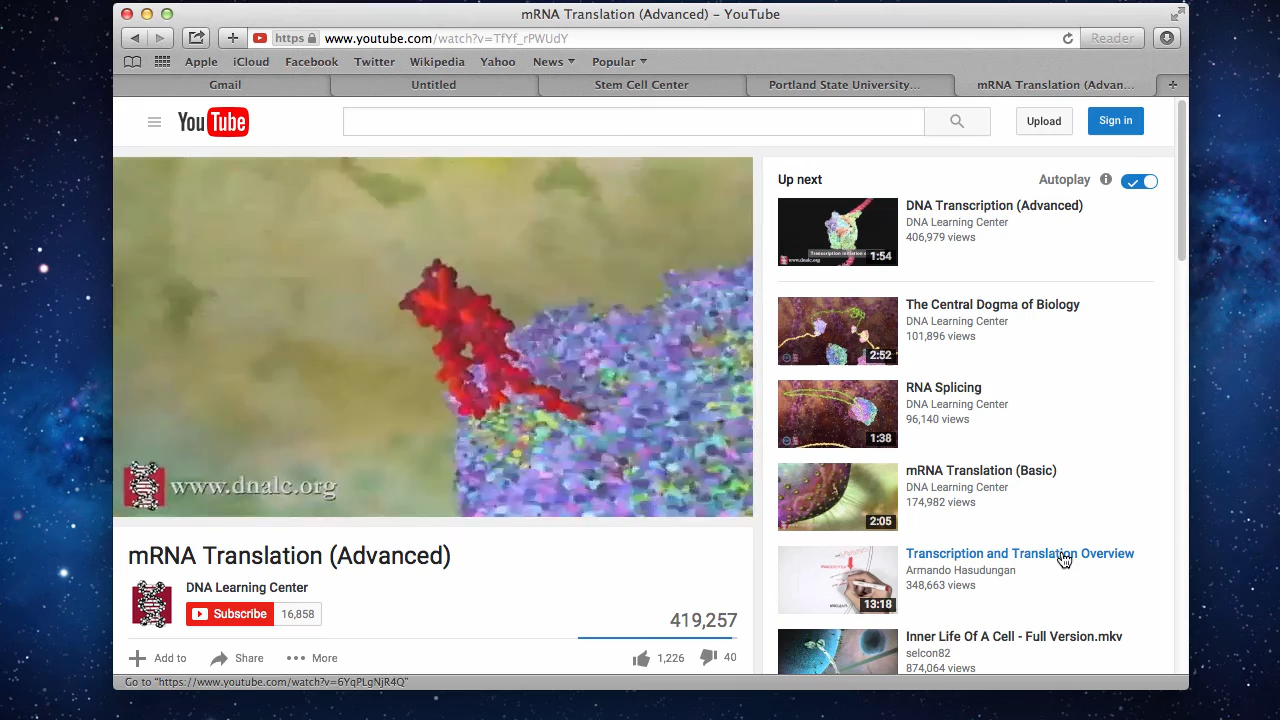 mRNA Translation (Advanced) – YouTube
https www.youtube.com/watch?v=TfYf_rPWUdY
Reader
Apple iCloud Facebook Twitter Wikipedia Yahoo News Popular
Gmail Untitled Stem Cell Center Portland State University... mRNA Translation (Advan...
YouTube
Upload
Sign in
www.dnalc.org
mRNA Translation (Advanced)
DNA Learning Center
Subscribe 16,858
419,257
Add to Share More 1,226 40
Up next Autoplay
DNA Transcription (Advanced)
DNA Learning Center
406,979 views
www.dnalc.org
1:54
The Central Dogma of Biology
DNA Learning Center
101,896 views
2:52
RNA Splicing
DNA Learning Center
96,140 views
1:38
mRNA Translation (Basic)
DNA Learning Center
174,982 views
2:05
Transcription and Translation Overview
Armando Hasudungan
348,663 views
13:18
Inner Life Of A Cell - Full Version.mkv
selcon82
874,064 views
Go to "https://www.youtube.com/watch?v=6YqPLgNjR4Q"